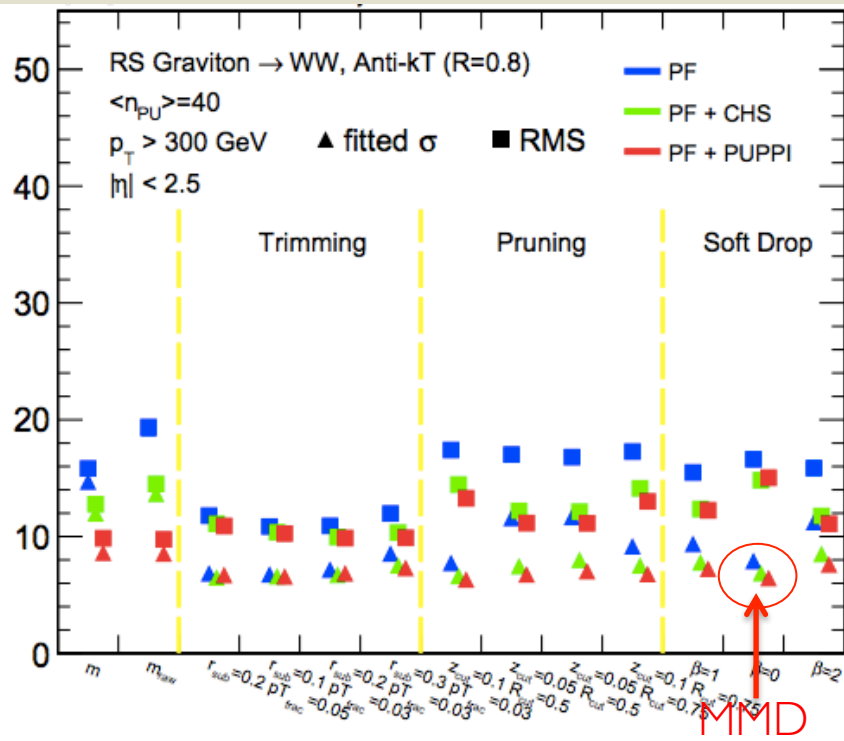 50
40
30
20
10
0
RS Graviton → WW, Anti-kT (R=0.8)
<n_PU>=40
p_T > 300 GeV
|η| < 2.5
▲ fitted σ ■ RMS
PF
PF + CHS
PF + PUPPI
Trimming
Pruning
Soft Drop
m
m_raw
r_sub=0.2 pT_frac=0.05
r_sub=0.1 pT_frac=0.03
r_sub=0.2 pT_frac=0.03
r_sub=0.3 pT_frac=0.03
z_cut=0.1 R_cut=0.5
z_cut=0.05 R_cut=0.5
z_cut=0.05 R_cut=0.75
z_cut=0.1 R_cut=0.75
β=1
β=0
β=2
MMD